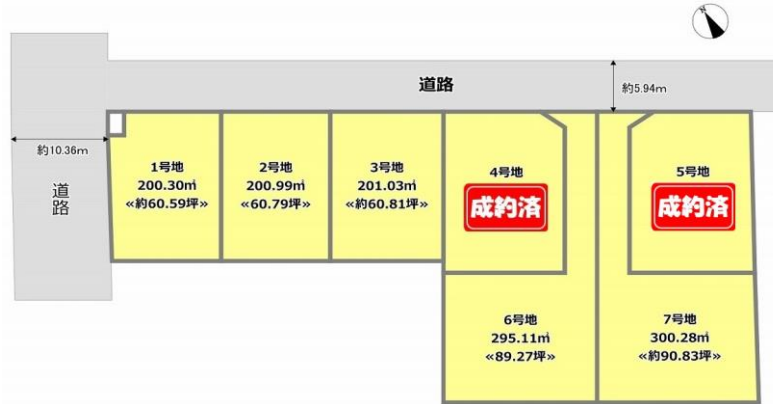 道路
約5.94m
約10.36m
道路
1号地
200.30㎡
≪約60.59坪≫
2号地
200.99㎡
≪60.79坪≫
3号地
201.03㎡
≪約60.81坪≫
4号地
成約済
5号地
成約済
6号地
295.11㎡
≪89.27坪≫
7号地
300.28㎡
≪約90.83坪≫